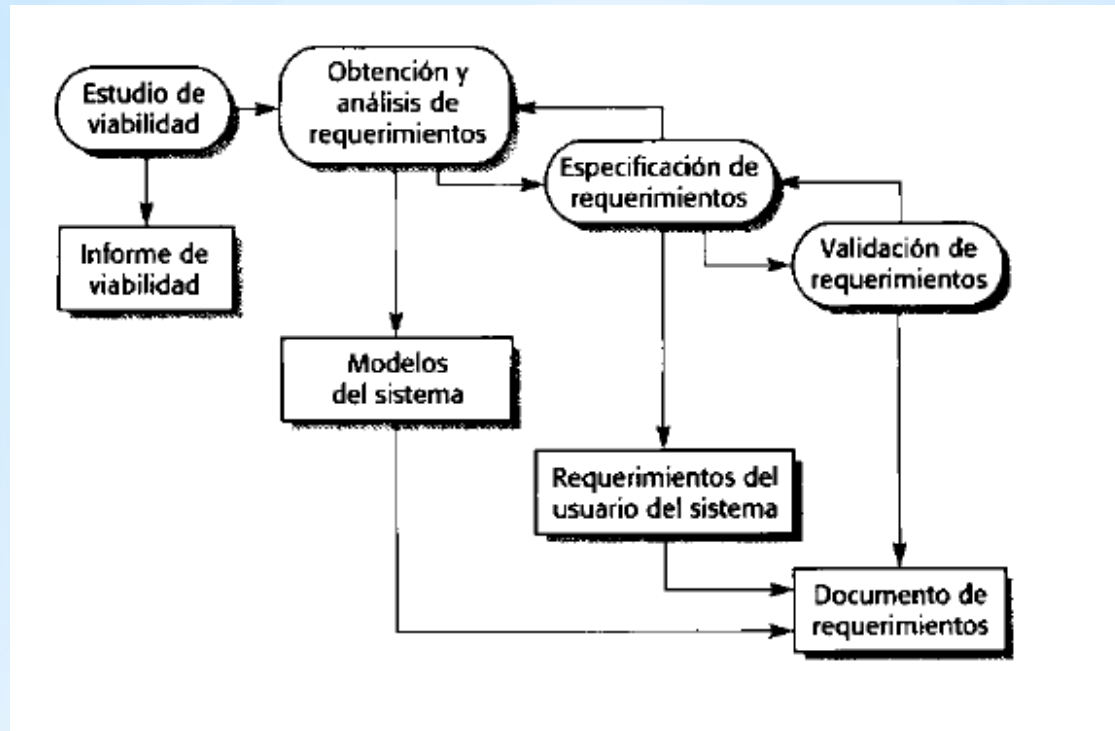 Estudio de
viabilidad
Obtención y
análisis de
requerimientos
Especificación de
requerimientos
Validación de
requerimientos
Informe de
viabilidad
Modelos
del sistema
Requerimientos del
usuario del sistema
Documento de
requerimientos